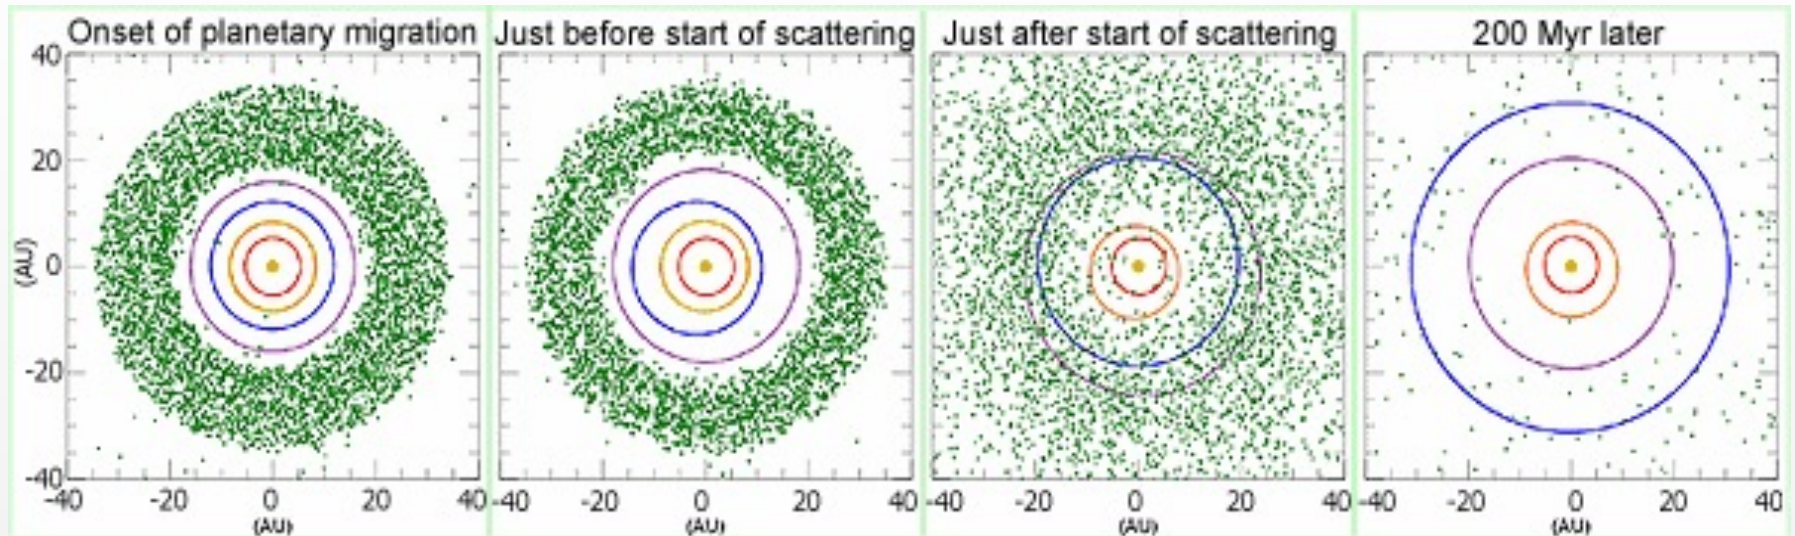 Onset of planetary migration
Just before start of scattering
Just after start of scattering
200 Myr later
40
20
0
-20
-40
(AU)
-40 -20 0 20 40
(AU)
-40 -20 0 20 40
(AU)
-40 -20 0 20 40
(AU)
-40 -20 0 20 40
(AU)